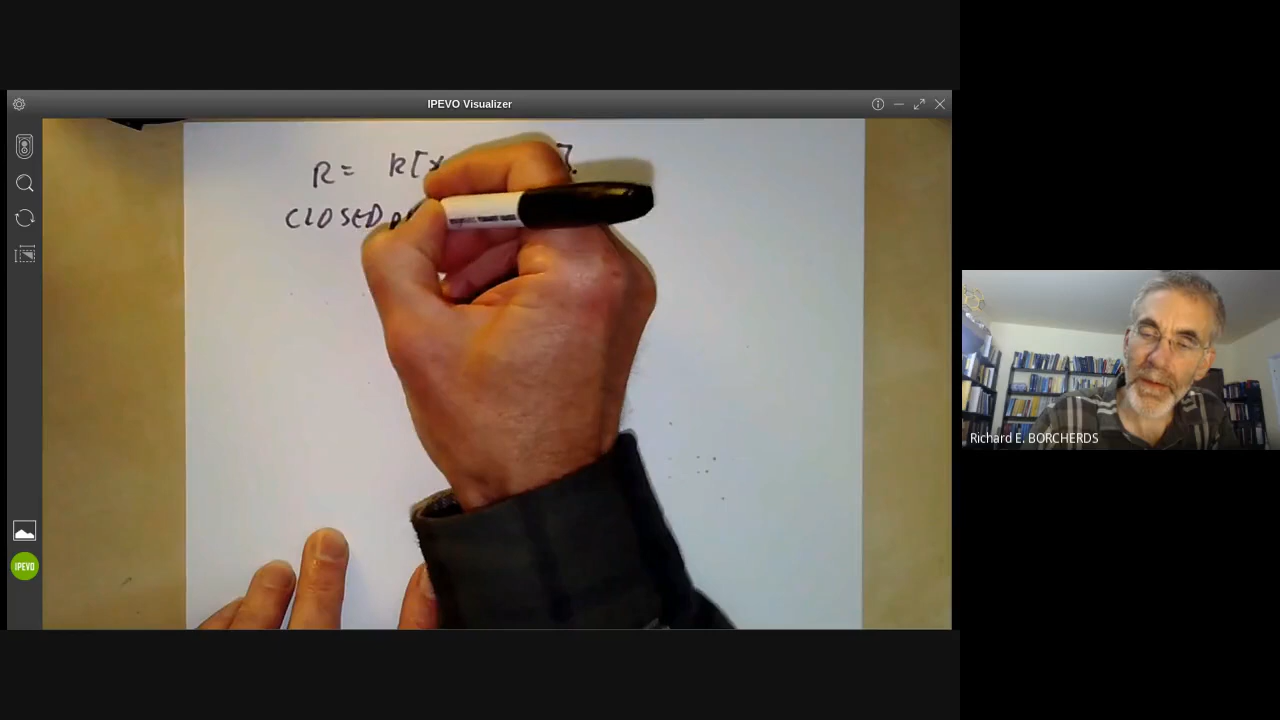 IPEVO Visualizer
R = k[x ].
CLOSED
IPEVO
Richard E. BORCHERDS